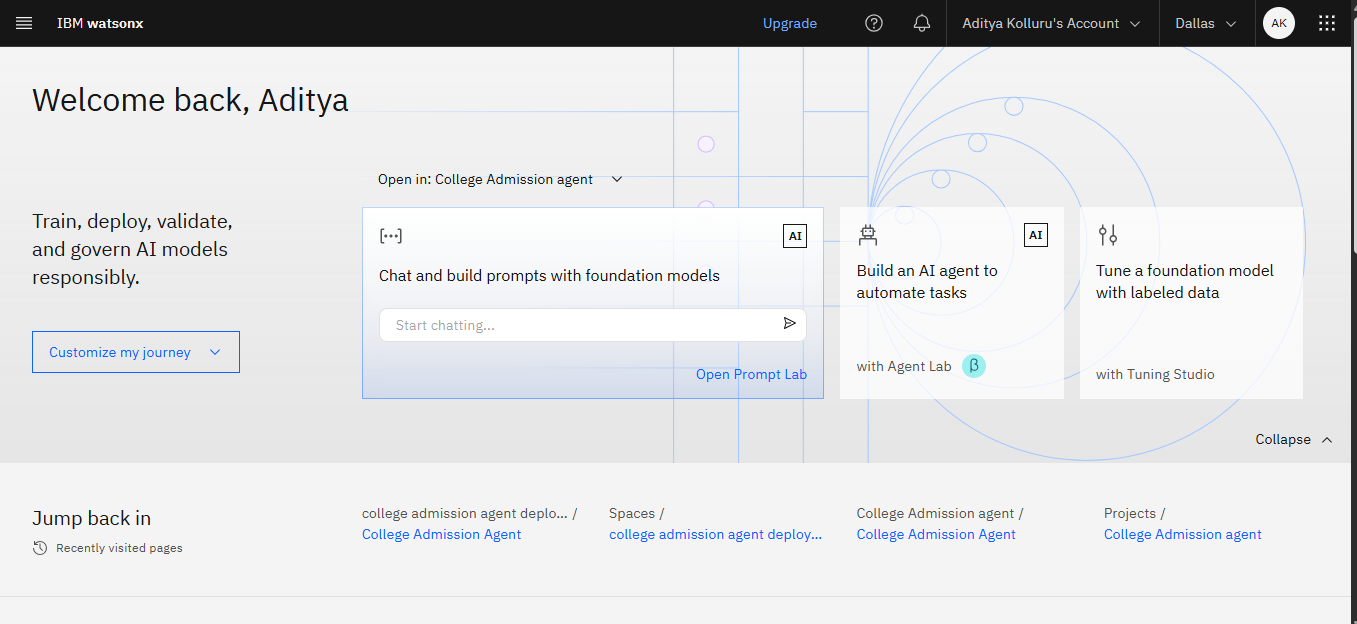 IBM watsonx
Upgrade
Aditya Kolluru's Account
Dallas
AK
Welcome back, Aditya
Train, deploy, validate,
and govern AI models
responsibly.
Customize my journey
Open in: College Admission agent
AI
Chat and build prompts with foundation models
Start chatting...
Open Prompt Lab
AI
Build an AI agent to
automate tasks
with Agent Lab β
Tune a foundation model
with labeled data
with Tuning Studio
Collapse
Jump back in
Recently visited pages
college admission agent deplo... /
College Admission Agent
Spaces /
college admission agent deploy...
College Admission agent /
College Admission Agent
Projects /
College Admission agent